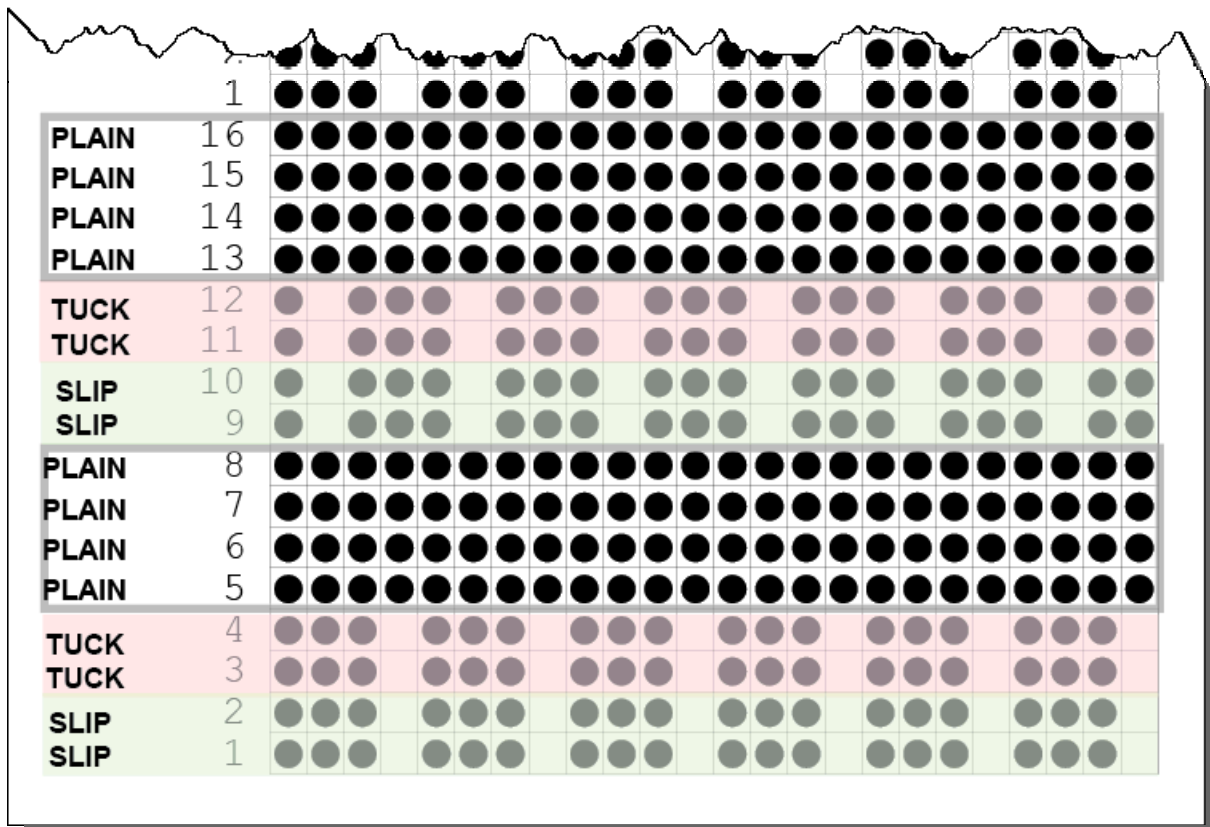 1
PLAIN 16
PLAIN 15
PLAIN 14
PLAIN 13
TUCK 12
TUCK 11
SLIP 10
SLIP 9
PLAIN 8
PLAIN 7
PLAIN 6
PLAIN 5
TUCK 4
TUCK 3
SLIP 2
SLIP 1